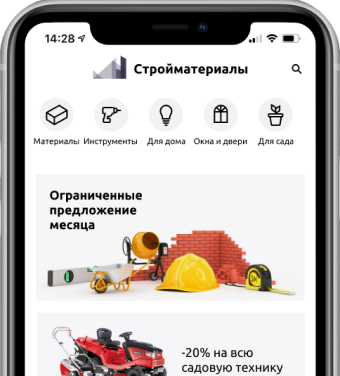 14:28
Стройматериалы
Материалы Инструменты Для дома Окна и двери Для сада
Ограниченные
предложение
месяца
-20% на всю
садовую технику